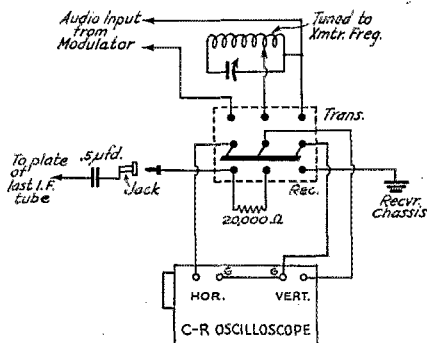 Audio Input
from
Modulator
Tuned to
Xmtr. Freq.
Trans.
To plate
of
last I.F.
tube
.5µfd.
Jack
Rec.
20,000 Ω
Recvr.
Chassis
G
G
HOR.
VERT.
C-R OSCILLOSCOPE